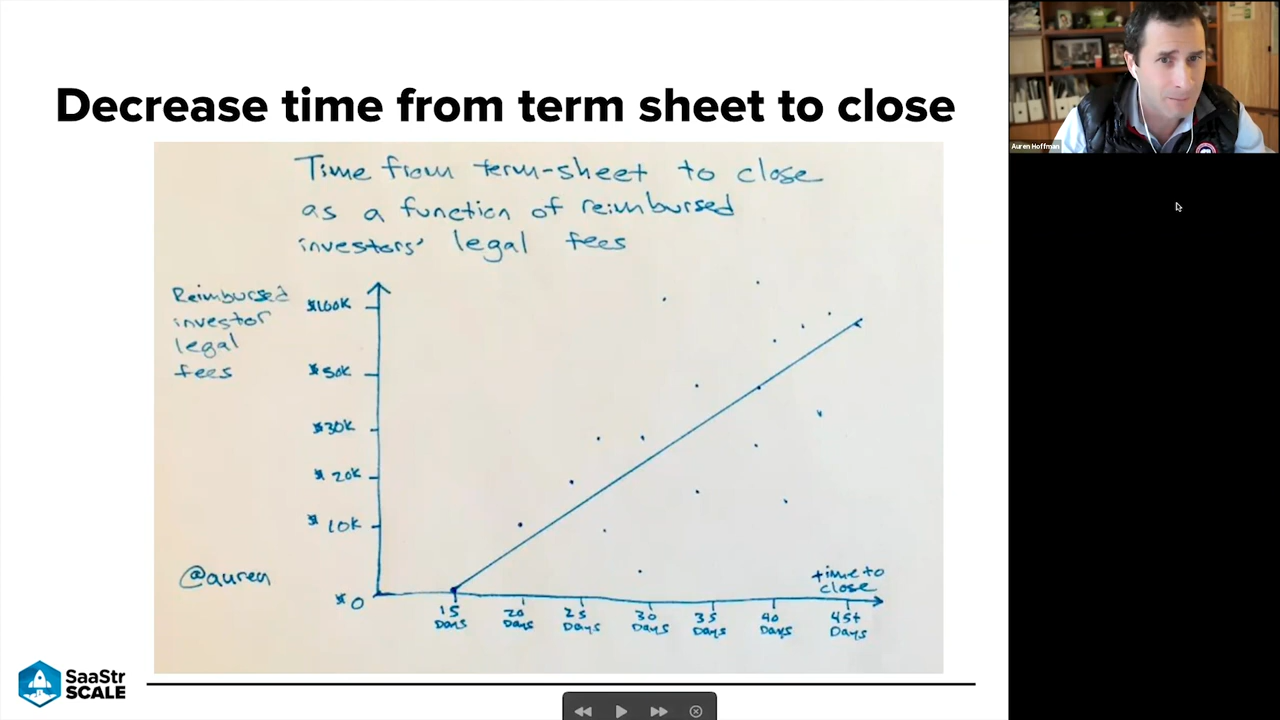 Decrease time from term sheet to close
Time from term-sheet to close
as a function of reimbursed
investors' legal fees
Reimbursed
investor
legal
fees
$100K
$50K
$30K
$20K
$10K
$0
@auren
time to
close
15 Days
20 Days
25 Days
30 Days
35 Days
40 Days
45+ Days
SaaStr
SCALE
Auren Hoffman